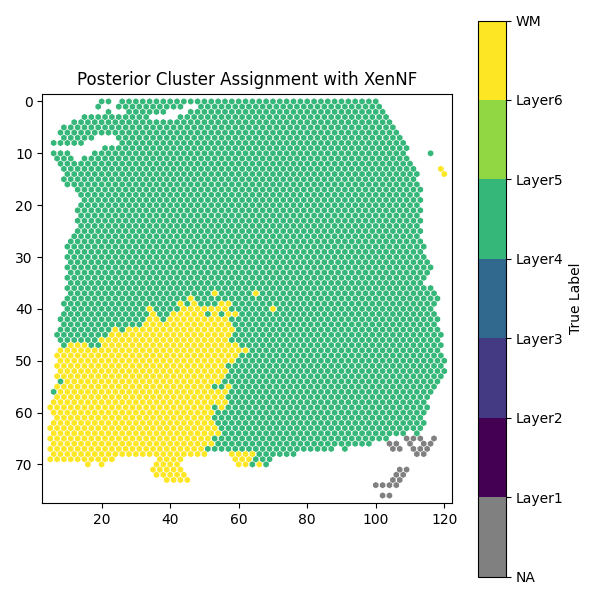 Posterior Cluster Assignment with XenNF
0
10
20
30
40
50
60
70
20
40
60
80
100
120
WM
Layer6
Layer5
Layer4
Layer3
Layer2
Layer1
NA
True Label